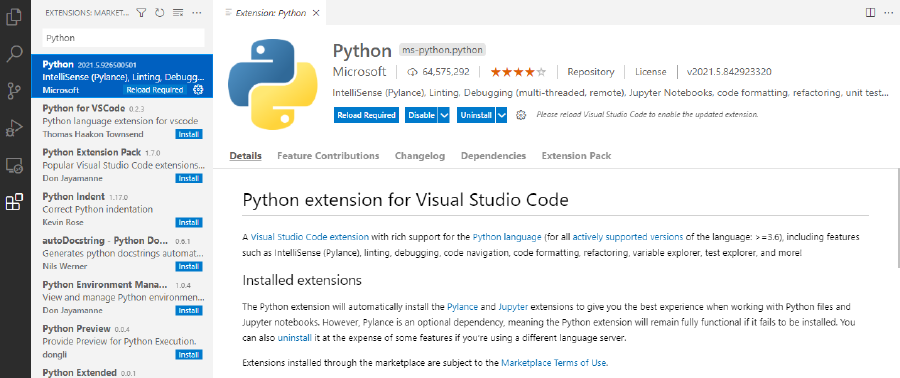 EXTENSIONS: MARKET...
Python
Python 2021.5.926500501
IntelliSense (Pylance), Linting, Debugg...
Microsoft Reload Required
Python for VSCode 0.2.3
Python language extension for vscode
Thomas Haakon Townsend Install
Python Extension Pack 1.7.0
Popular Visual Studio Code extensions...
Don Jayamanne Install
Python Indent 1.17.0
Correct Python indentation
Kevin Rose Install
autoDocstring - Python Do... 0.6.1
Generates python docstrings automat...
Nils Werner Install
Python Environment Mana... 1.0.4
View and manage Python environmen...
Don Jayamanne Install
Python Preview 0.0.4
Provide Preview for Python Execution.
dongli Install
Python Extended 0.0.1
Extension: Python
Python ms-python.python
Microsoft 64,575,292 Repository License v2021.5.842923320
IntelliSense (Pylance), Linting, Debugging (multi-threaded, remote), Jupyter Notebooks, code formatting, refactoring, unit test...
Reload Required Disable Uninstall Please reload Visual Studio Code to enable the updated extension.
Details Feature Contributions Changelog Dependencies Extension Pack
Python extension for Visual Studio Code
A Visual Studio Code extension with rich support for the Python language (for all actively supported versions of the language: >=3.6), including features
such as IntelliSense (Pylance), linting, debugging, code navigation, code formatting, refactoring, variable explorer, test explorer, and more!
Installed extensions
The Python extension will automatically install the Pylance and Jupyter extensions to give you the best experience when working with Python files and
Jupyter notebooks. However, Pylance is an optional dependency, meaning the Python extension will remain fully functional if it fails to be installed. You
can also uninstall it at the expense of some features if you're using a different language server.
Extensions installed through the marketplace are subject to the Marketplace Terms of Use.